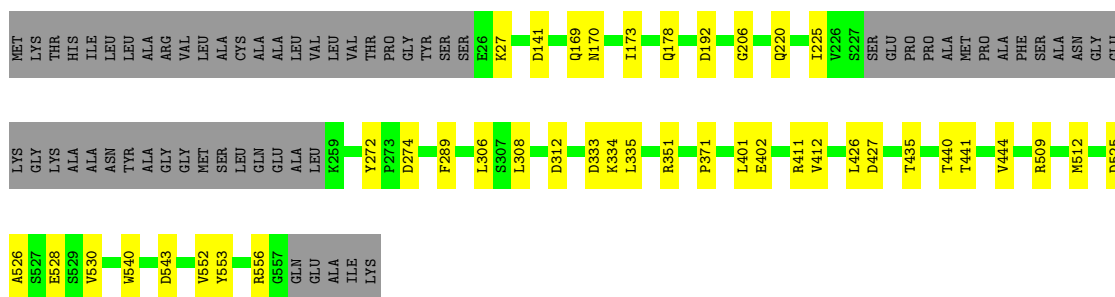 MET LYS THR HIS ILE LEU LEU ALA ARG VAL LEU ALA CYS ALA ALA LEU VAL LEU VAL THR PRO GLY TYR SER SER E26 K27 D141 Q169 N170 I173 Q178 D192 G206 Q220 I225 V226 S227 SER GLU PRO PRO ALA MET PRO ALA PHE SER ALA ASN GLY GLU
LYS GLY LYS ALA ALA ASN TYR ALA GLY GLY MET SER LEU GLN GLU ALA LEU K259 Y272 P273 D274 F289 L306 S307 L308 D312 D333 K334 L335 R351 P371 L401 E402 R411 V412 L426 D427 T435 T440 T441 V444 R509 M512 D525
A526 S527 E528 S529 V530 W540 D543 V552 Y553 R556 G557 GLN GLU ALA ILE LYS